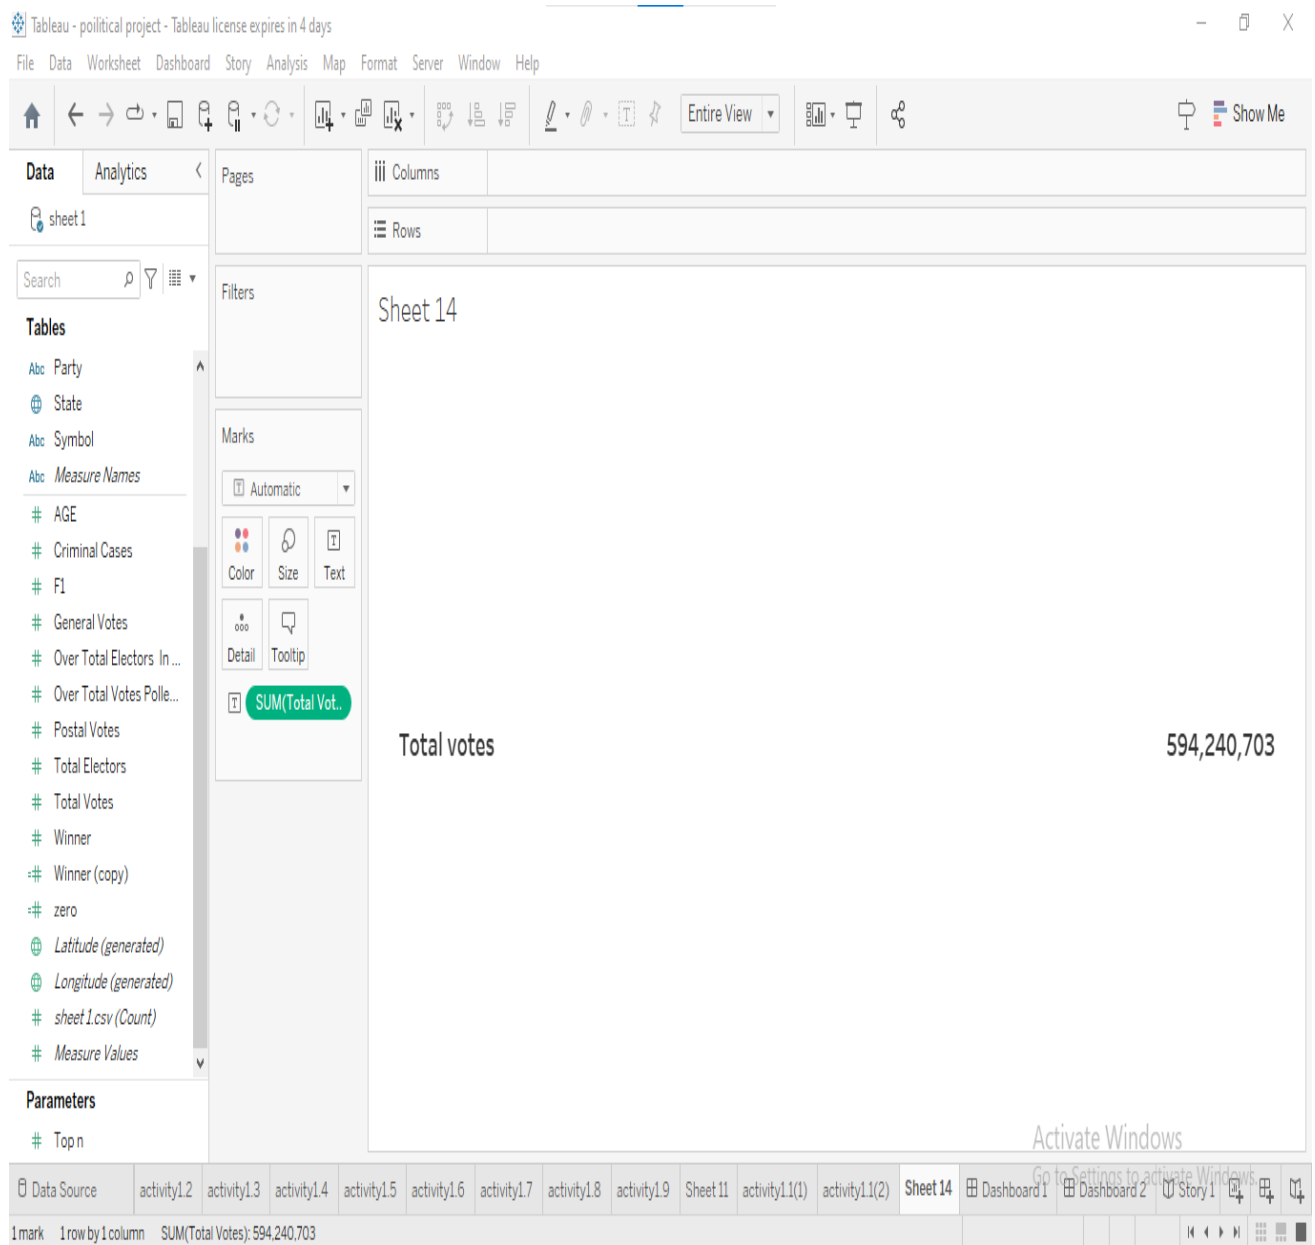 Tableau - poilitical project - Tableau license expires in 4 days
File Data Worksheet Dashboard Story Analysis Map Format Server Window Help
Entire View
Show Me
Data Analytics
Pages
Columns
sheet 1
Rows
Search
Filters
Sheet 14
Tables
Abc Party
State
Abc Symbol
Abc Measure Names
# AGE
# Criminal Cases
# F1
# General Votes
# Over Total Electors In ...
# Over Total Votes Polle...
# Postal Votes
# Total Electors
# Total Votes
# Winner
=# Winner (copy)
=# zero
Latitude (generated)
Longitude (generated)
# sheet 1.csv (Count)
# Measure Values
Parameters
# Top n
Marks
T Automatic
Color Size Text
Detail Tooltip
T SUM(Total Vot..
Total votes 594,240,703
Activate Windows
Go to Settings to activate Windows.
Data Source activity1.2 activity1.3 activity1.4 activity1.5 activity1.6 activity1.7 activity1.8 activity1.9 Sheet 11 activity1.1(1) activity1.1(2) Sheet 14 Dashboard 1 Dashboard 2 Story 1
1 mark 1 row by 1 column SUM(Total Votes): 594,240,703